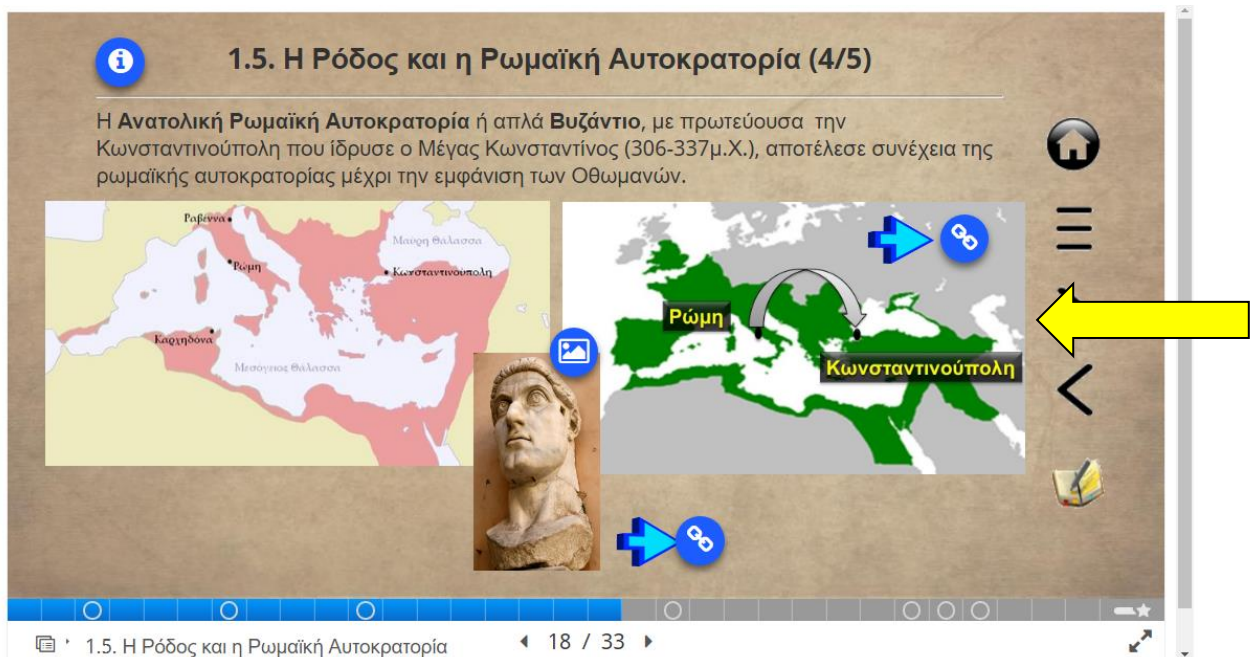 1.5. Η Ρόδος και η Ρωμαϊκή Αυτοκρατορία (4/5)
Η Ανατολική Ρωμαϊκή Αυτοκρατορία ή απλά Βυζάντιο, με πρωτεύουσα την
Κωνσταντινούπολη που ίδρυσε ο Μέγας Κωνσταντίνος (306-337μ.Χ.), αποτέλεσε συνέχεια της
ρωμαϊκής αυτοκρατορίας μέχρι την εμφάνιση των Οθωμανών.
Ραβέννα
Μαύρη Θάλασσα
Ρώμη
Κωνσταντινούπολη
Καρχηδόνα
Μεσόγειος Θάλασσα
Ρώμη
Κωνσταντινούπολη
1.5. Η Ρόδος και η Ρωμαϊκή Αυτοκρατορία
18 / 33